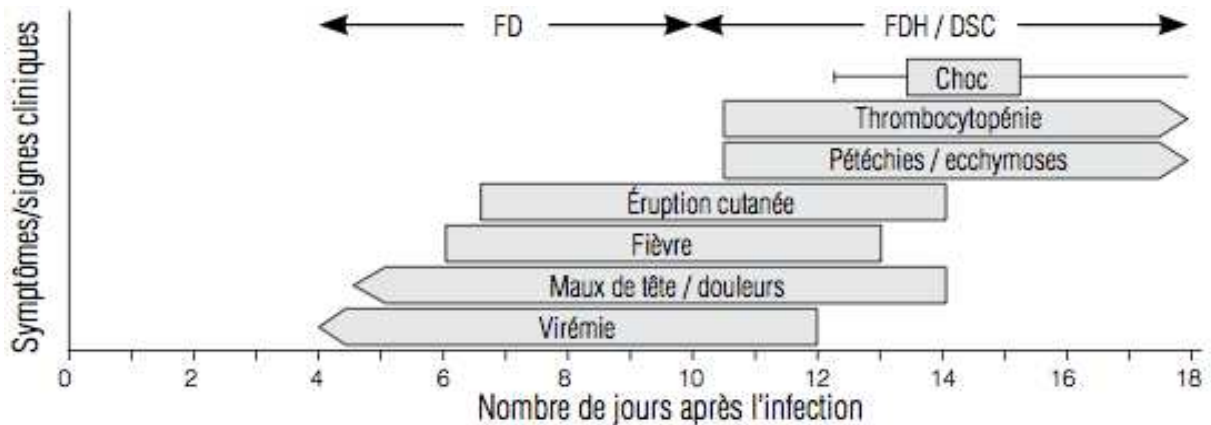 FD FDH / DSC
Choc
Thrombocytopénie
Pétéchies / ecchymoses
Éruption cutanée
Fièvre
Maux de tête / douleurs
Virémie
Symptômes/signes cliniques
0 2 4 6 8 10 12 14 16 18
Nombre de jours après l'infection